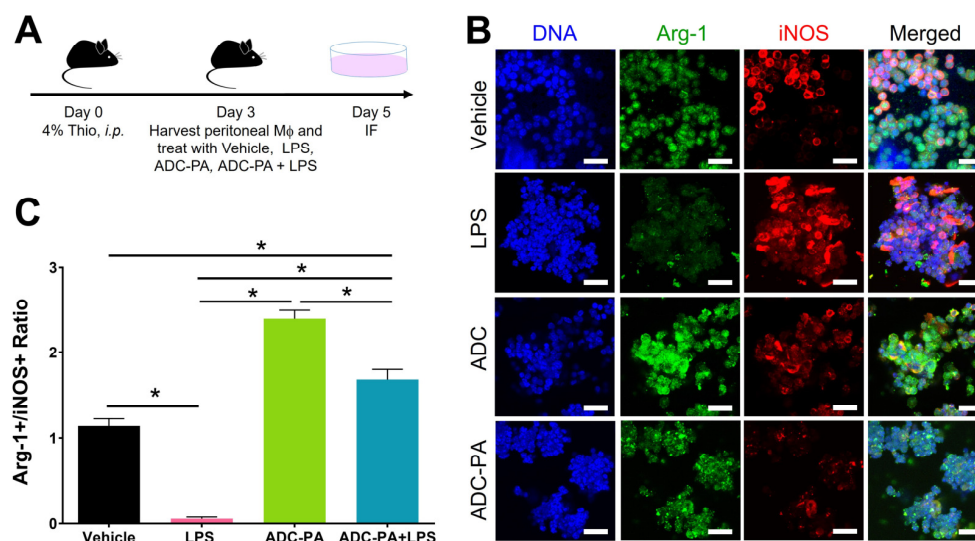 A
Day 0
4% Thio, i.p.
Day 3
Harvest peritoneal Mϕ and
treat with Vehicle, LPS,
ADC-PA, ADC-PA + LPS
Day 5
IF
B
DNA
Arg-1
iNOS
Merged
Vehicle
LPS
ADC
ADC-PA
C
Arg-1+/iNOS+ Ratio
3
2
1
0
*
*
*
*
*
Vehicle
LPS
ADC-PA
ADC-PA+LPS